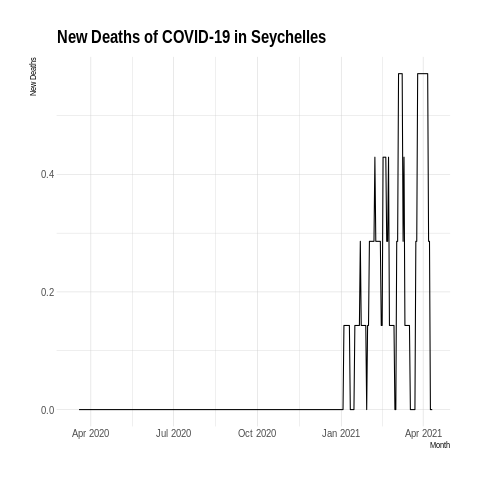 New Deaths of COVID-19 in Seychelles
New Deaths
0.4
0.2
0.0
Apr 2020 Jul 2020 Oct 2020 Jan 2021 Apr 2021
Month